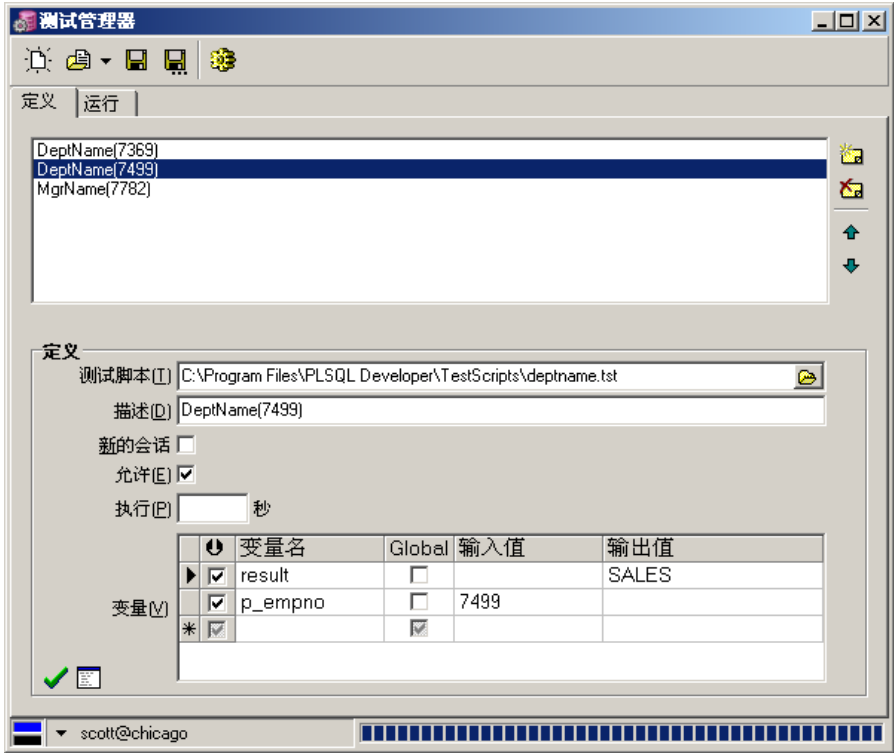 测试管理器
定义 运行
DeptName(7369)
DeptName(7499)
MgrName(7782)
定义
测试脚本(T) C:\Program Files\PLSQL Developer\TestScripts\deptname.tst
描述(D) DeptName(7499)
新的会话
允许(E)
执行(P) 秒
变量名 Global 输入值 输出值
result SALES
变量(V)
p_empno 7499
scott@chicago